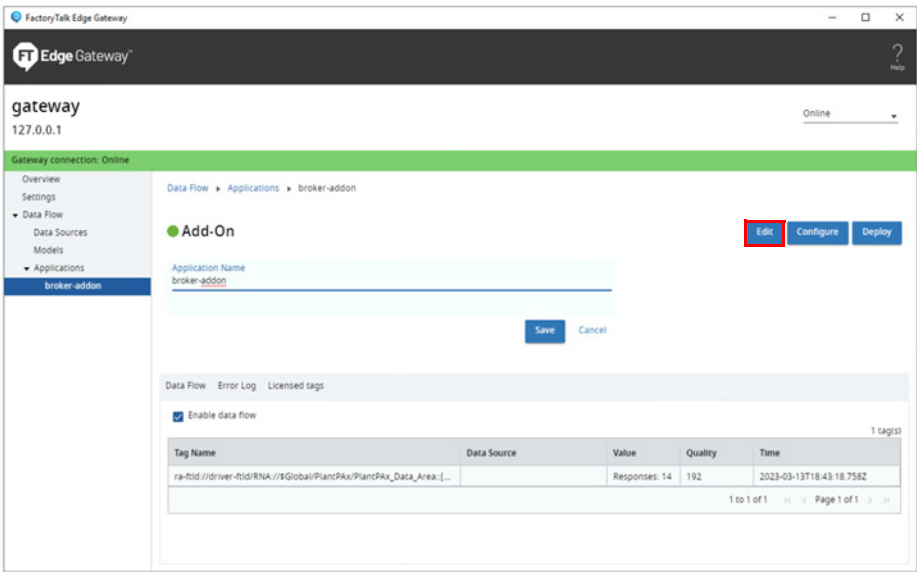 FactoryTalk Edge Gateway
FT Edge Gateway™
Help
gateway
127.0.0.1
Online
Gateway connection: Online
Overview
Settings
Data Flow
Data Sources
Models
Applications
broker-addon
Data Flow Applications broker-addon
Add-On
Edit Configure Deploy
Application Name
broker-addon
Save Cancel
Data Flow Error Log Licensed tags
Enable data flow
1 tag(s)
Tag Name Data Source Value Quality Time
ra-ftld://driver-ftld/RNA://$Global/PlantPAx/PlantPAx_Data_Area::[... Responses: 14 192 2023-03-13T18:43:18.758Z
1 to 1 of 1 Page 1 of 1